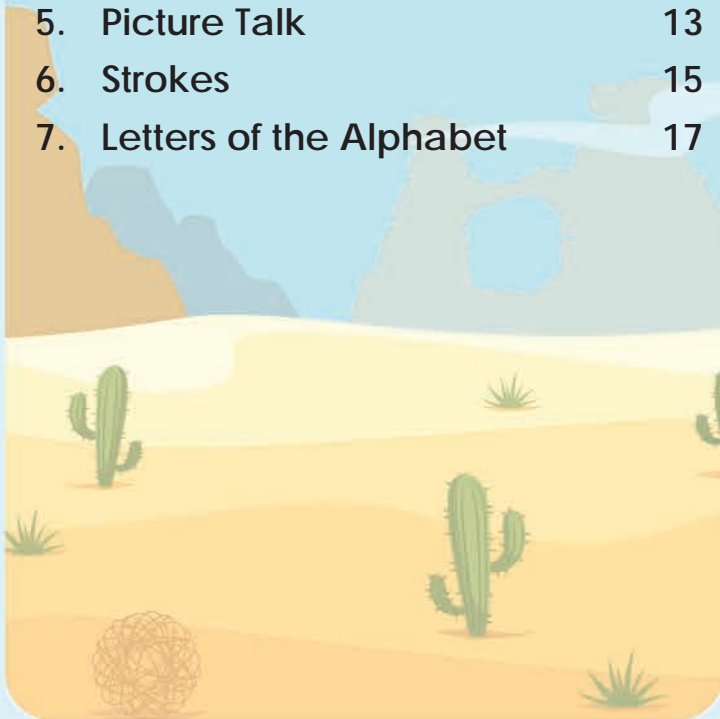 5. Picture Talk 13
6. Strokes 15
7. Letters of the Alphabet 17